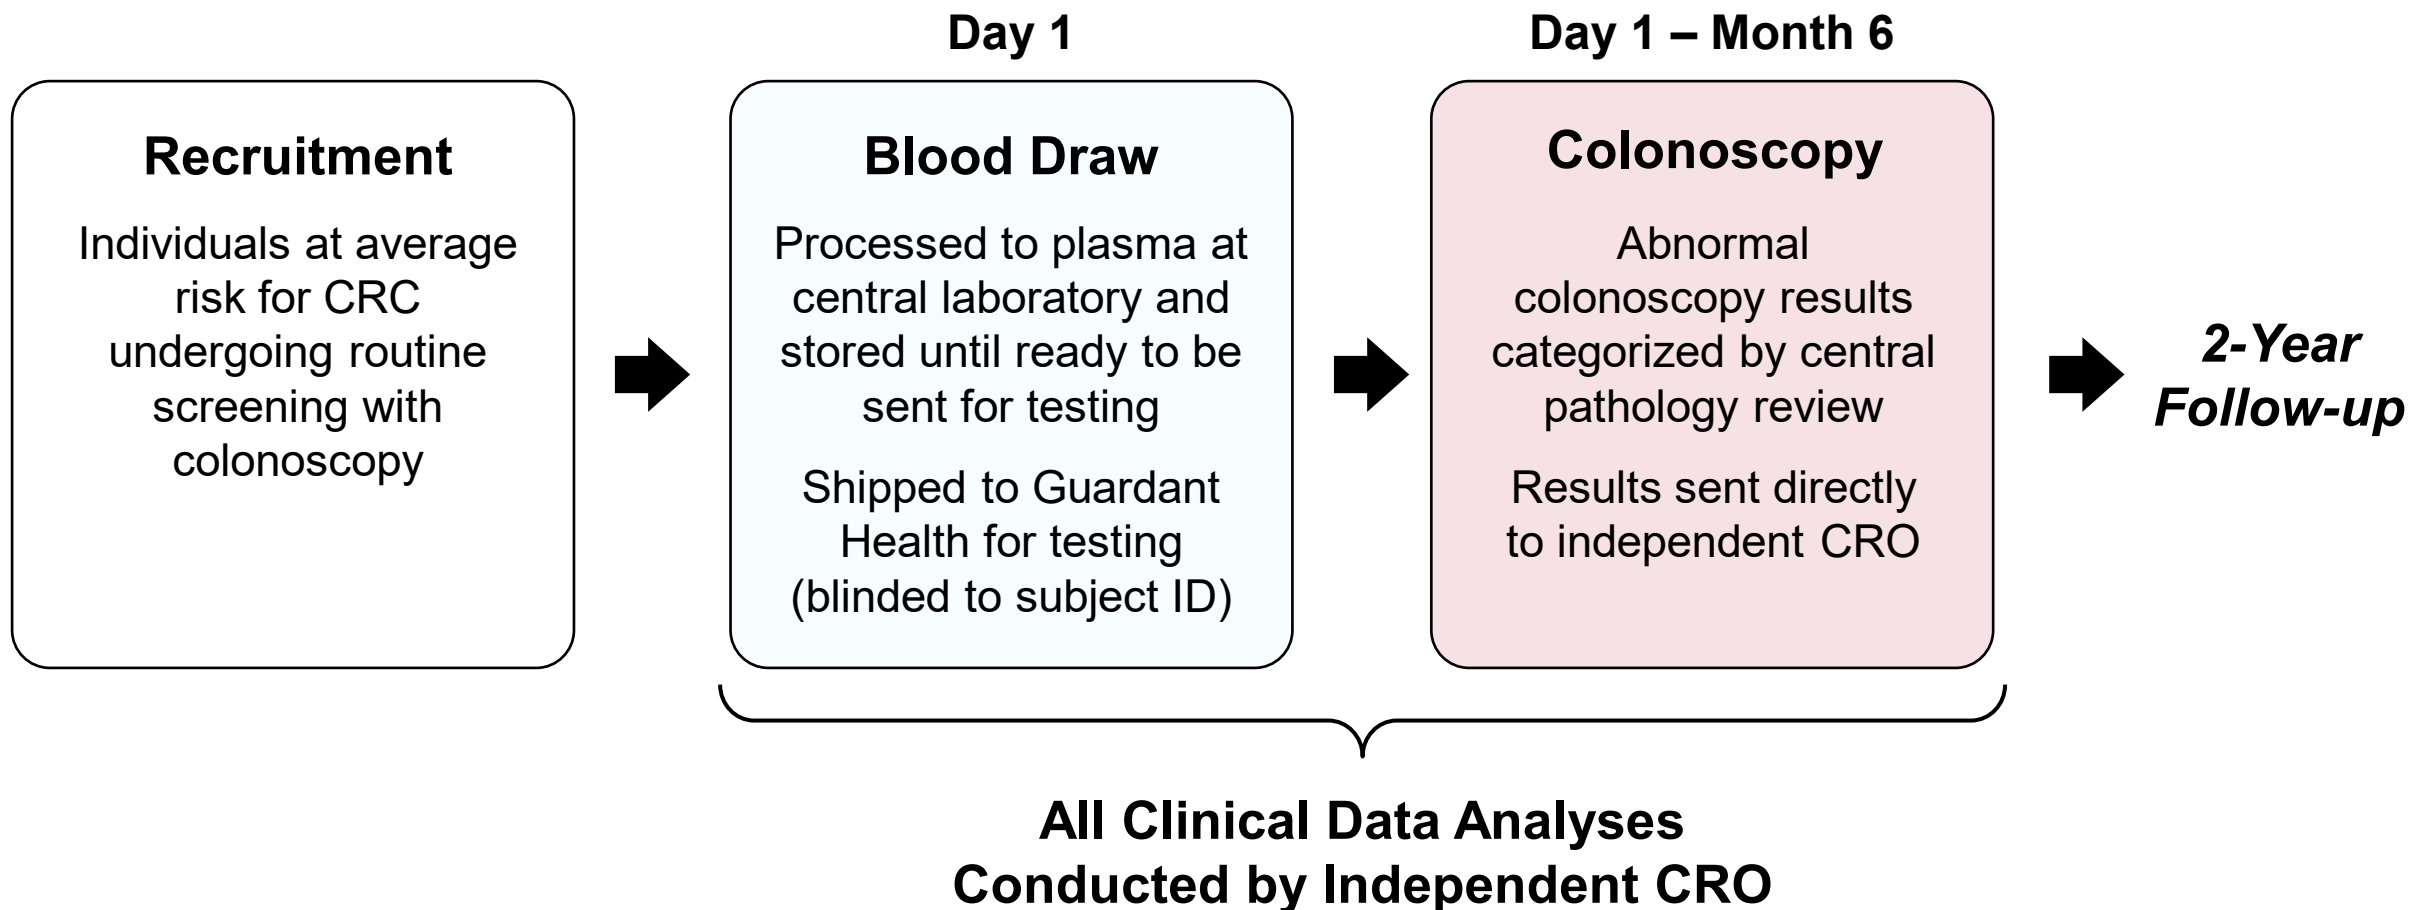 Day 1
Day 1 – Month 6
Recruitment
Individuals at average
risk for CRC
undergoing routine
screening with
colonoscopy
Blood Draw
Processed to plasma at
central laboratory and
stored until ready to be
sent for testing
Shipped to Guardant
Health for testing
(blinded to subject ID)
Colonoscopy
Abnormal
colonoscopy results
categorized by central
pathology review
Results sent directly
to independent CRO
2-Year
Follow-up
All Clinical Data Analyses
Conducted by Independent CRO